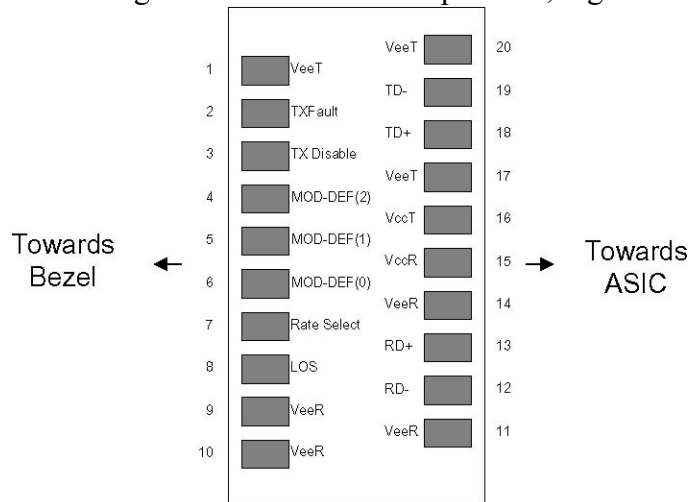 Towards
Bezel
1 VeeT
2 TXFault
3 TX Disable
4 MOD-DEF(2)
5 MOD-DEF(1)
6 MOD-DEF(0)
7 Rate Select
8 LOS
9 VeeR
10 VeeR
VeeT 20
TD- 19
TD+ 18
VeeT 17
VccT 16
VccR 15
VeeR 14
RD+ 13
RD- 12
VeeR 11
Towards
ASIC